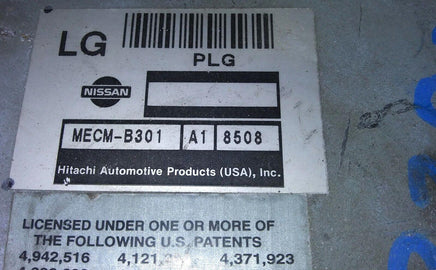 LG
PLG
NISSAN
MECM-B301 A1 8508
Hitachi Automotive Products (USA), Inc.
LICENSED UNDER ONE OR MORE OF
THE FOLLOWING U.S. PATENTS
4,942,516 4,121, 4,371,923